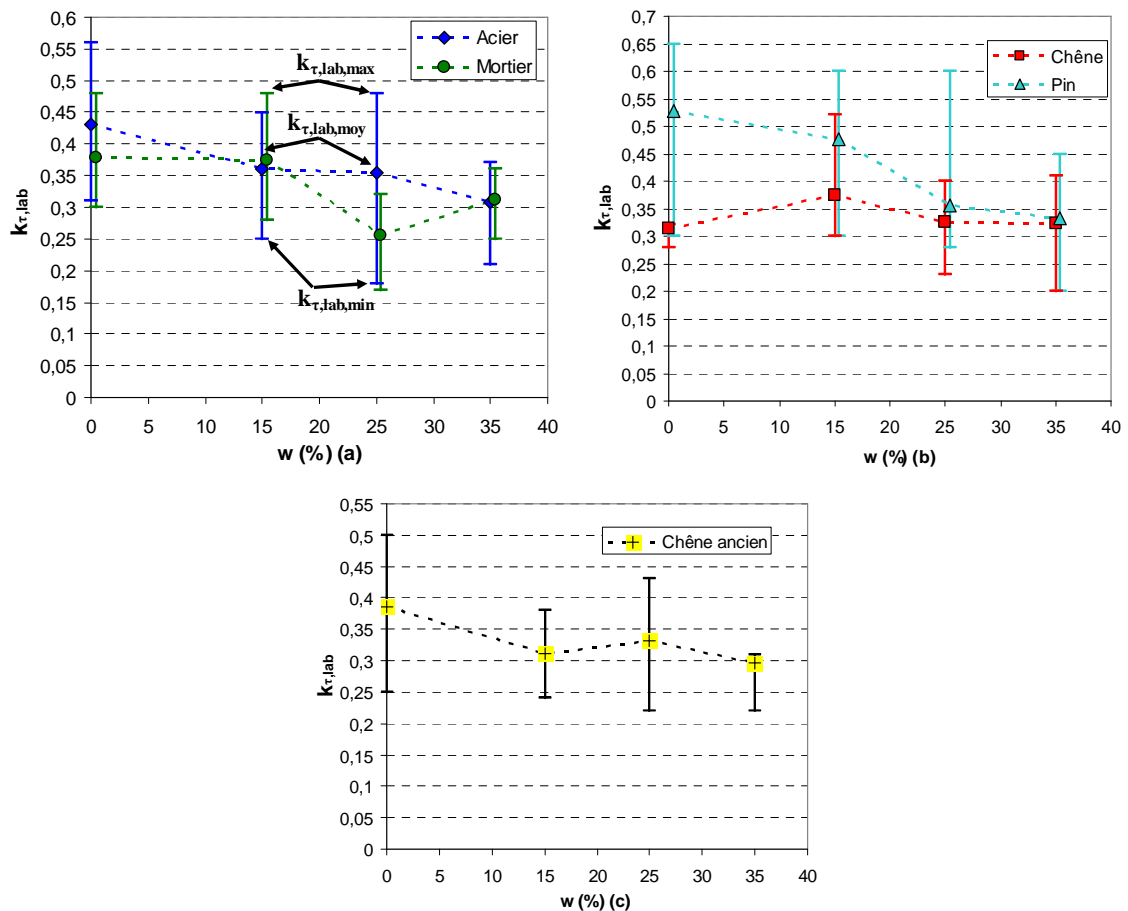 0,6
0,55
0,5
0,45
0,4
0,35
0,3
0,25
0,2
0,15
0,1
0,05
0
kτ,lab
Acier
Mortier
kτ,lab,max
kτ,lab,moy
kτ,lab,min
0 5 10 15 20 25 30 35 40
w (%) (a)
0,7
0,65
0,6
0,55
0,5
0,45
0,4
0,35
0,3
0,25
0,2
0,15
0,1
0,05
0
kτ,lab
Chêne
Pin
0 5 10 15 20 25 30 35 40
w (%) (b)
0,55
0,5
0,45
0,4
0,35
0,3
0,25
0,2
0,15
0,1
0,05
0
kτ,lab
Chêne ancien
0 5 10 15 20 25 30 35 40
w (%) (c)